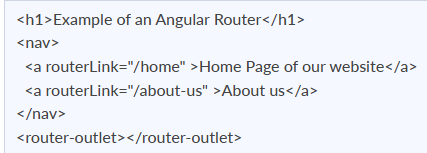 <h1>Example of an Angular Router</h1>
<nav>
<a routerLink="/home" >Home Page of our website</a>
<a routerLink="/about-us" >About us</a>
</nav>
<router-outlet></router-outlet>